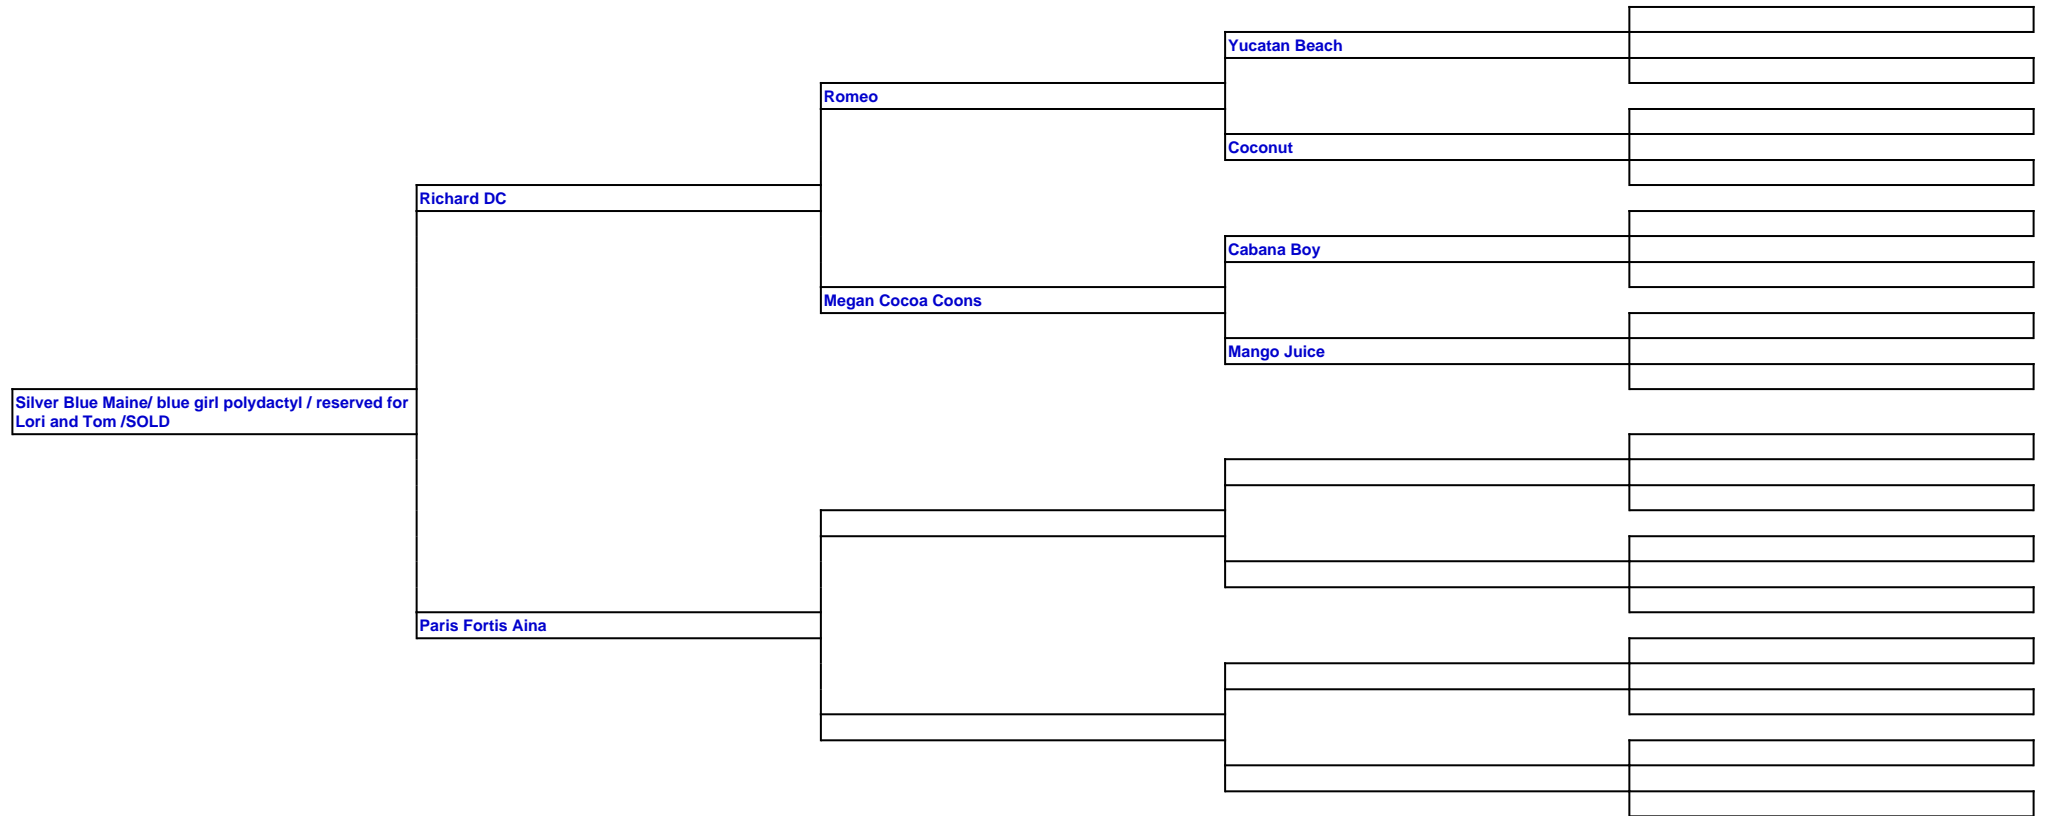 Yucatan Beach
Romeo
Coconut
Richard DC
Cabana Boy
Megan Cocoa Coons
Mango Juice
Silver Blue Maine/ blue girl polydactyl / reserved for
Lori and Tom /SOLD
Paris Fortis Aina